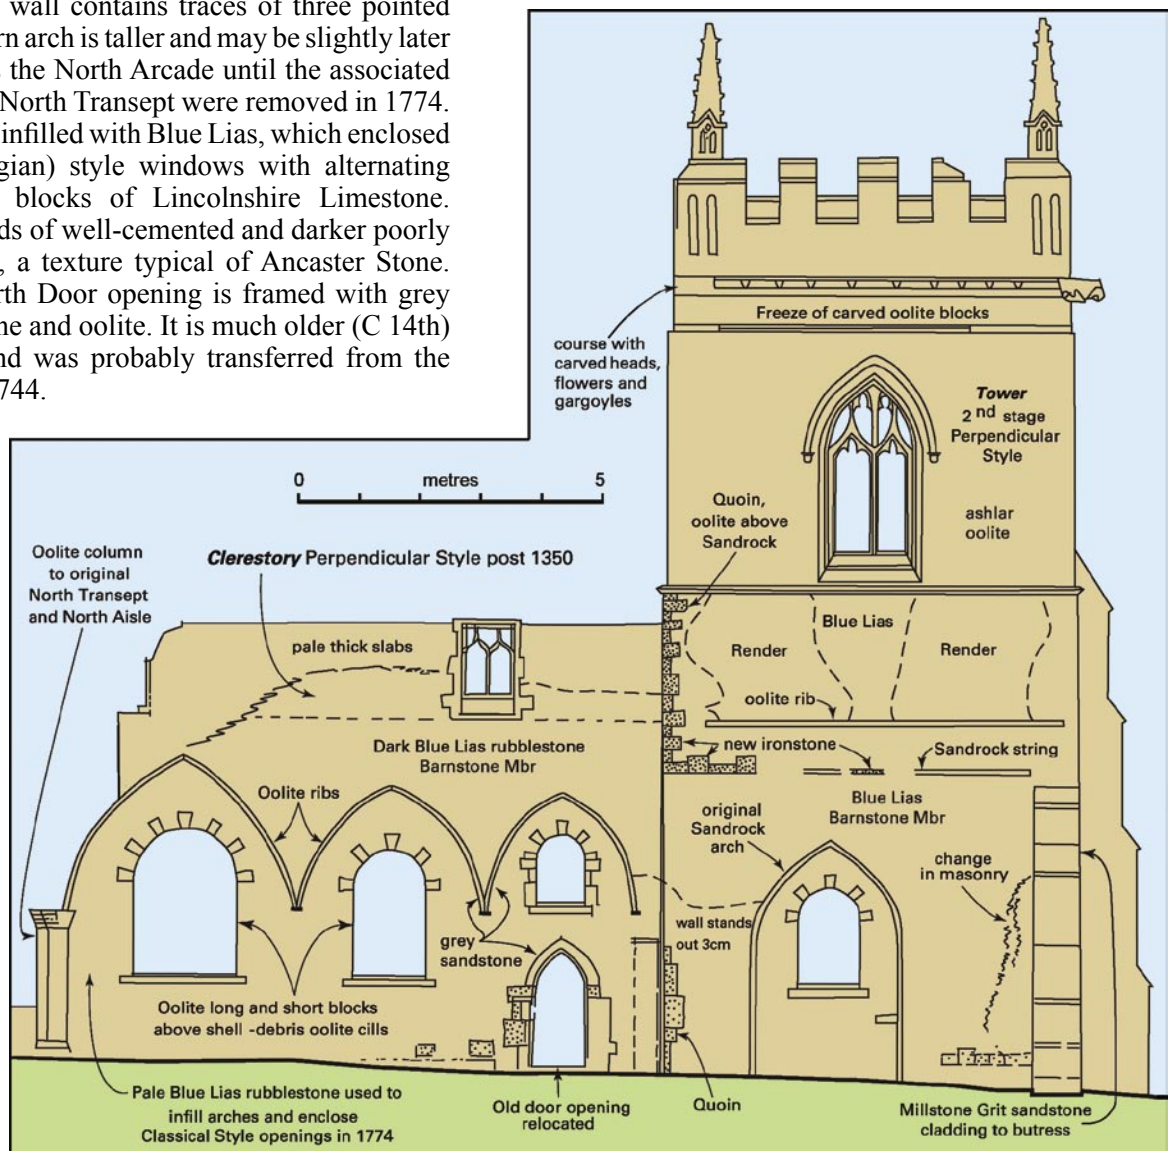 wall contains traces of three pointed
rn arch is taller and may be slightly later
the North Arcade until the associated
North Transept were removed in 1774.
infilled with Blue Lias, which enclosed
gian) style windows with alternating
blocks of Lincolnshire Limestone.
ds of well-cemented and darker poorly
, a texture typical of Ancaster Stone.
rth Door opening is framed with grey
ne and oolite. It is much older (C 14th)
nd was probably transferred from the
744.
Freeze of carved oolite blocks
course with
carved heads,
flowers and
gargoyles
Tower
2nd stage
Perpendicular
Style
ashlar
oolite
0 metres 5
Quoin,
oolite above
Sandrock
Clerestory Perpendicular Style post 1350
Oolite column
to original
North Transept
and North Aisle
pale thick slabs
Blue Lias
Render
Render
oolite rib
new ironstone
Sandrock string
Dark Blue Lias rubblestone
Barnstone Mbr
Oolite ribs
Blue Lias
Barnstone Mbr
original
Sandrock
arch
change
in masonry
wall stands
out 3cm
grey
sandstone
Oolite long and short blocks
above shell -debris oolite cills
Pale Blue Lias rubblestone used to
infill arches and enclose
Classical Style openings in 1774
Old door opening
relocated
Quoin
Millstone Grit sandstone
cladding to butress